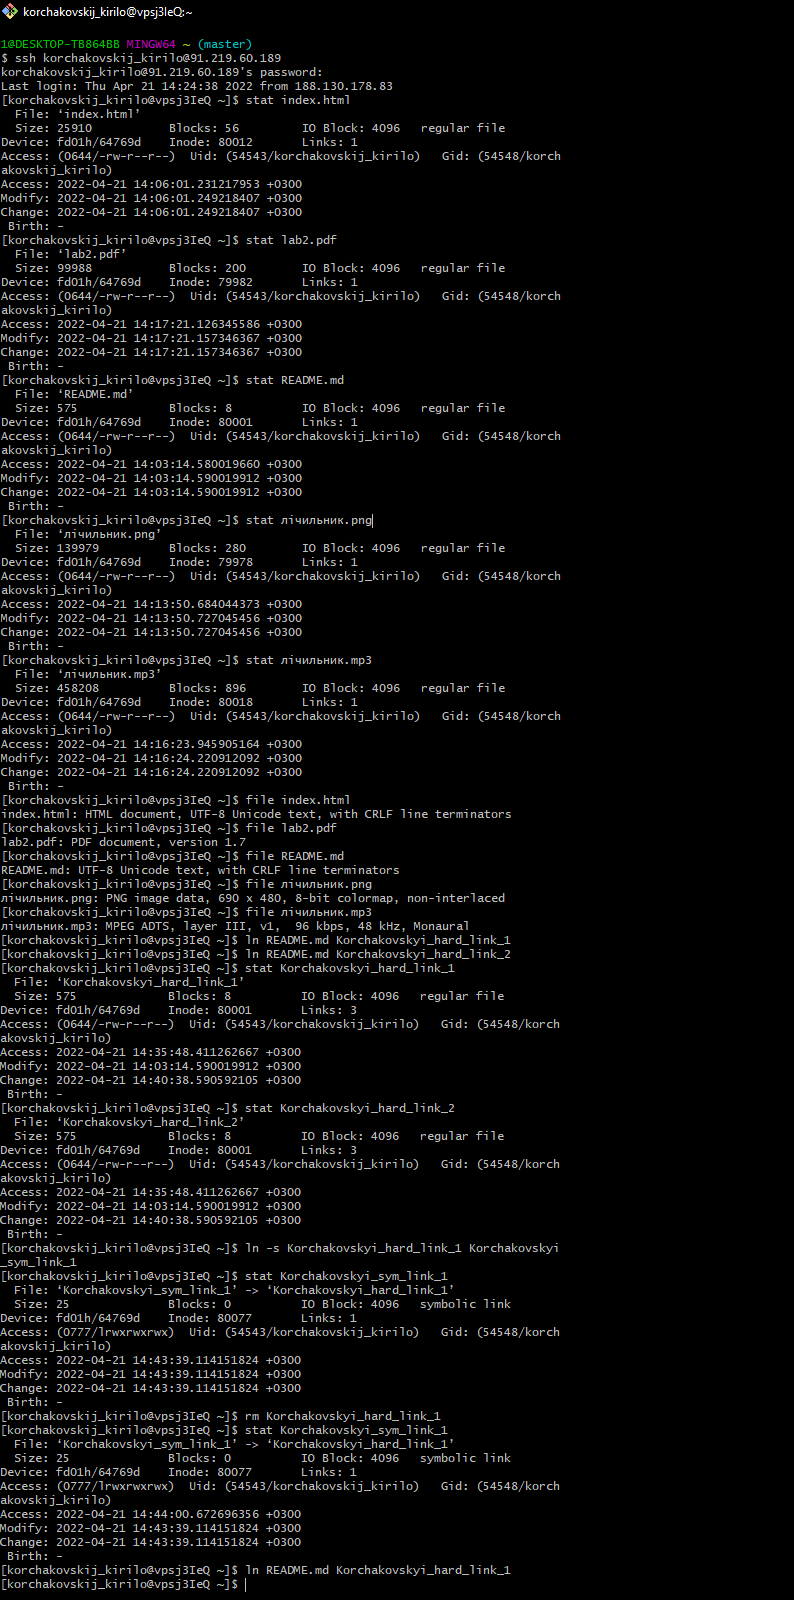 korchakovskij_kirilo@vpsj3IeQ:~
1@DESKTOP-TB864BB MINGW64 ~ (master)
$ ssh korchakovskij_kirilo@91.219.60.189
korchakovskij_kirilo@91.219.60.189's password:
Last login: Thu Apr 21 14:24:38 2022 from 188.130.178.83
[korchakovskij_kirilo@vpsj3IeQ ~]$ stat index.html
  File: ‘index.html’
  Size: 25910           Blocks: 56         IO Block: 4096   regular file
Device: fd01h/64769d    Inode: 80012       Links: 1
Access: (0644/-rw-r--r--)  Uid: (54543/korchakovskij_kirilo)   Gid: (54548/korch
akovskij_kirilo)
Access: 2022-04-21 14:06:01.231217953 +0300
Modify: 2022-04-21 14:06:01.249218407 +0300
Change: 2022-04-21 14:06:01.249218407 +0300
 Birth: -
[korchakovskij_kirilo@vpsj3IeQ ~]$ stat lab2.pdf
  File: ‘lab2.pdf’
  Size: 99988           Blocks: 200        IO Block: 4096   regular file
Device: fd01h/64769d    Inode: 79982       Links: 1
Access: (0644/-rw-r--r--)  Uid: (54543/korchakovskij_kirilo)   Gid: (54548/korch
akovskij_kirilo)
Access: 2022-04-21 14:17:21.126345586 +0300
Modify: 2022-04-21 14:17:21.157346367 +0300
Change: 2022-04-21 14:17:21.157346367 +0300
 Birth: -
[korchakovskij_kirilo@vpsj3IeQ ~]$ stat README.md
  File: ‘README.md’
  Size: 575             Blocks: 8          IO Block: 4096   regular file
Device: fd01h/64769d    Inode: 80001       Links: 1
Access: (0644/-rw-r--r--)  Uid: (54543/korchakovskij_kirilo)   Gid: (54548/korch
akovskij_kirilo)
Access: 2022-04-21 14:03:14.580019660 +0300
Modify: 2022-04-21 14:03:14.590019912 +0300
Change: 2022-04-21 14:03:14.590019912 +0300
 Birth: -
[korchakovskij_kirilo@vpsj3IeQ ~]$ stat лічильник.png
  File: ‘лічильник.png’
  Size: 139979          Blocks: 280        IO Block: 4096   regular file
Device: fd01h/64769d    Inode: 79978       Links: 1
Access: (0644/-rw-r--r--)  Uid: (54543/korchakovskij_kirilo)   Gid: (54548/korch
akovskij_kirilo)
Access: 2022-04-21 14:13:50.684044373 +0300
Modify: 2022-04-21 14:13:50.727045456 +0300
Change: 2022-04-21 14:13:50.727045456 +0300
 Birth: -
[korchakovskij_kirilo@vpsj3IeQ ~]$ stat лічильник.mp3
  File: ‘лічильник.mp3’
  Size: 458208          Blocks: 896        IO Block: 4096   regular file
Device: fd01h/64769d    Inode: 80018       Links: 1
Access: (0644/-rw-r--r--)  Uid: (54543/korchakovskij_kirilo)   Gid: (54548/korch
akovskij_kirilo)
Access: 2022-04-21 14:16:23.945905164 +0300
Modify: 2022-04-21 14:16:24.220912092 +0300
Change: 2022-04-21 14:16:24.220912092 +0300
 Birth: -
[korchakovskij_kirilo@vpsj3IeQ ~]$ file index.html
index.html: HTML document, UTF-8 Unicode text, with CRLF line terminators
[korchakovskij_kirilo@vpsj3IeQ ~]$ file lab2.pdf
lab2.pdf: PDF document, version 1.7
[korchakovskij_kirilo@vpsj3IeQ ~]$ file README.md
README.md: UTF-8 Unicode text, with CRLF line terminators
[korchakovskij_kirilo@vpsj3IeQ ~]$ file лічильник.png
лічильник.png: PNG image data, 690 x 480, 8-bit colormap, non-interlaced
[korchakovskij_kirilo@vpsj3IeQ ~]$ file лічильник.mp3
лічильник.mp3: MPEG ADTS, layer III, v1,  96 kbps, 48 kHz, Monaural
[korchakovskij_kirilo@vpsj3IeQ ~]$ ln README.md Korchakovskyi_hard_link_1
[korchakovskij_kirilo@vpsj3IeQ ~]$ ln README.md Korchakovskyi_hard_link_2
[korchakovskij_kirilo@vpsj3IeQ ~]$ stat Korchakovskyi_hard_link_1
  File: ‘Korchakovskyi_hard_link_1’
  Size: 575             Blocks: 8          IO Block: 4096   regular file
Device: fd01h/64769d    Inode: 80001       Links: 3
Access: (0644/-rw-r--r--)  Uid: (54543/korchakovskij_kirilo)   Gid: (54548/korch
akovskij_kirilo)
Access: 2022-04-21 14:35:48.411262667 +0300
Modify: 2022-04-21 14:03:14.590019912 +0300
Change: 2022-04-21 14:40:38.590592105 +0300
 Birth: -
[korchakovskij_kirilo@vpsj3IeQ ~]$ stat Korchakovskyi_hard_link_2
  File: ‘Korchakovskyi_hard_link_2’
  Size: 575             Blocks: 8          IO Block: 4096   regular file
Device: fd01h/64769d    Inode: 80001       Links: 3
Access: (0644/-rw-r--r--)  Uid: (54543/korchakovskij_kirilo)   Gid: (54548/korch
akovskij_kirilo)
Access: 2022-04-21 14:35:48.411262667 +0300
Modify: 2022-04-21 14:03:14.590019912 +0300
Change: 2022-04-21 14:40:38.590592105 +0300
 Birth: -
[korchakovskij_kirilo@vpsj3IeQ ~]$ ln -s Korchakovskyi_hard_link_1 Korchakovskyi
_sym_link_1
[korchakovskij_kirilo@vpsj3IeQ ~]$ stat Korchakovskyi_sym_link_1
  File: ‘Korchakovskyi_sym_link_1’ -> ‘Korchakovskyi_hard_link_1’
  Size: 25              Blocks: 0          IO Block: 4096   symbolic link
Device: fd01h/64769d    Inode: 80077       Links: 1
Access: (0777/lrwxrwxrwx)  Uid: (54543/korchakovskij_kirilo)   Gid: (54548/korch
akovskij_kirilo)
Access: 2022-04-21 14:43:39.114151824 +0300
Modify: 2022-04-21 14:43:39.114151824 +0300
Change: 2022-04-21 14:43:39.114151824 +0300
 Birth: -
[korchakovskij_kirilo@vpsj3IeQ ~]$ rm Korchakovskyi_hard_link_1
[korchakovskij_kirilo@vpsj3IeQ ~]$ stat Korchakovskyi_sym_link_1
  File: ‘Korchakovskyi_sym_link_1’ -> ‘Korchakovskyi_hard_link_1’
  Size: 25              Blocks: 0          IO Block: 4096   symbolic link
Device: fd01h/64769d    Inode: 80077       Links: 1
Access: (0777/lrwxrwxrwx)  Uid: (54543/korchakovskij_kirilo)   Gid: (54548/korch
akovskij_kirilo)
Access: 2022-04-21 14:44:00.672696356 +0300
Modify: 2022-04-21 14:43:39.114151824 +0300
Change: 2022-04-21 14:43:39.114151824 +0300
 Birth: -
[korchakovskij_kirilo@vpsj3IeQ ~]$ ln README.md Korchakovskyi_hard_link_1
[korchakovskij_kirilo@vpsj3IeQ ~]$